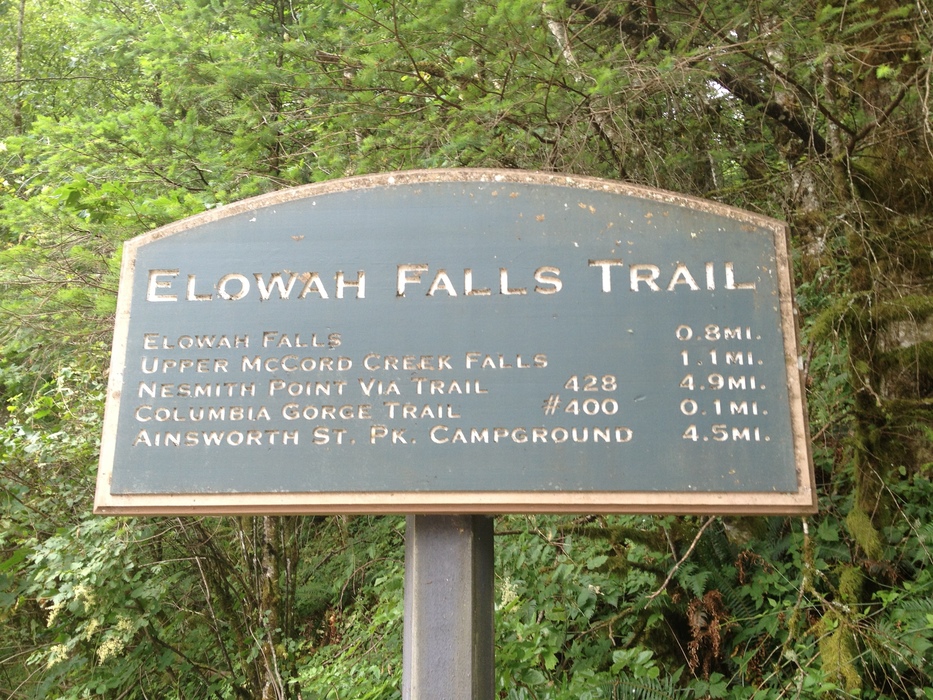 ELOWAH FALLS TRAIL
ELOWAH FALLS 0.8MI.
UPPER MCCORD CREEK FALLS 1.1MI.
NESMITH POINT VIA TRAIL 428 4.9MI.
COLUMBIA GORGE TRAIL #400 0.1MI.
AINSWORTH ST. PK. CAMPGROUND 4.5MI.